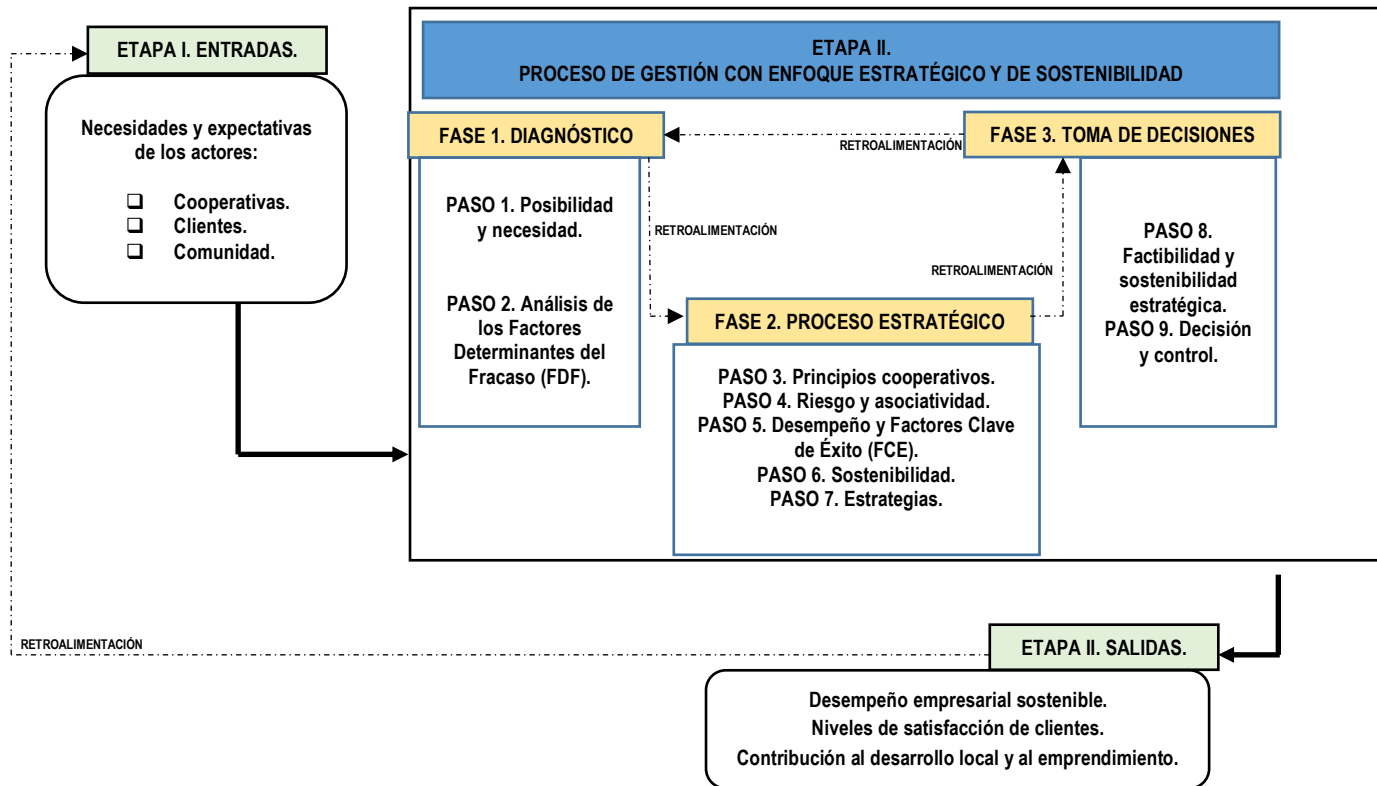 ETAPA I. ENTRADAS.
Necesidades y expectativas
de los actores:
❑ Cooperativas.
❑ Clientes.
❑ Comunidad.
ETAPA II.
PROCESO DE GESTIÓN CON ENFOQUE ESTRATÉGICO Y DE SOSTENIBILIDAD
FASE 1. DIAGNÓSTICO
PASO 1. Posibilidad
y necesidad.
PASO 2. Análisis de
los Factores
Determinantes del
Fracaso (FDF).
RETROALIMENTACIÓN
RETROALIMENTACIÓN
RETROALIMENTACIÓN
FASE 2. PROCESO ESTRATÉGICO
PASO 3. Principios cooperativos.
PASO 4. Riesgo y asociatividad.
PASO 5. Desempeño y Factores Clave
de Éxito (FCE).
PASO 6. Sostenibilidad.
PASO 7. Estrategias.
FASE 3. TOMA DE DECISIONES
PASO 8.
Factibilidad y
sostenibilidad
estratégica.
PASO 9. Decisión
y control.
RETROALIMENTACIÓN
ETAPA II. SALIDAS.
Desempeño empresarial sostenible.
Niveles de satisfacción de clientes.
Contribución al desarrollo local y al emprendimiento.